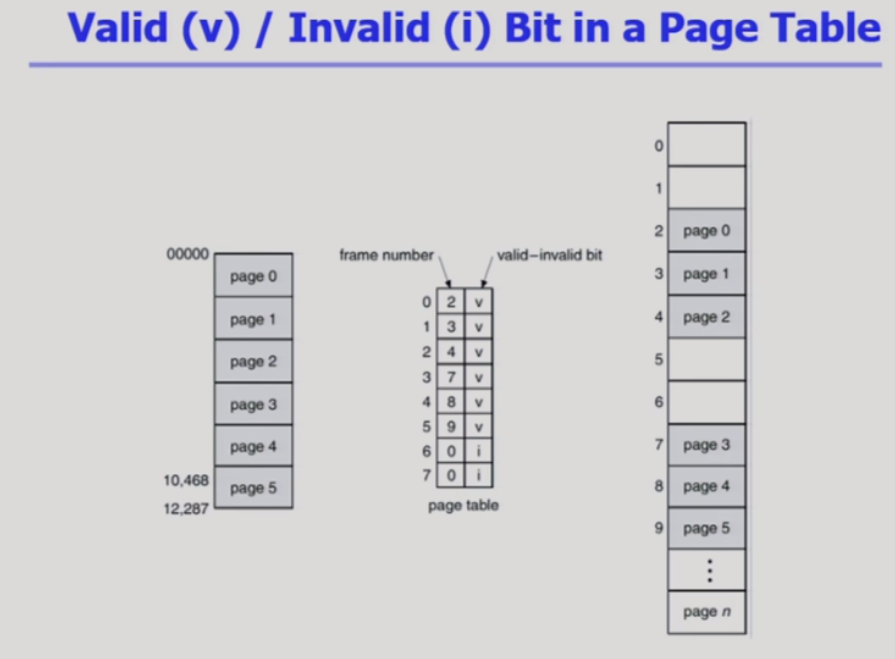 Valid (v) / Invalid (i) Bit in a Page Table
00000
page 0
page 1
page 2
page 3
page 4
10,468
page 5
12,287
frame number
valid–invalid bit
0 2 v
1 3 v
2 4 v
3 7 v
4 8 v
5 9 v
6 0 i
7 0 i
page table
0
1
2 page 0
3 page 1
4 page 2
5
6
7 page 3
8 page 4
9 page 5
⋮
page n